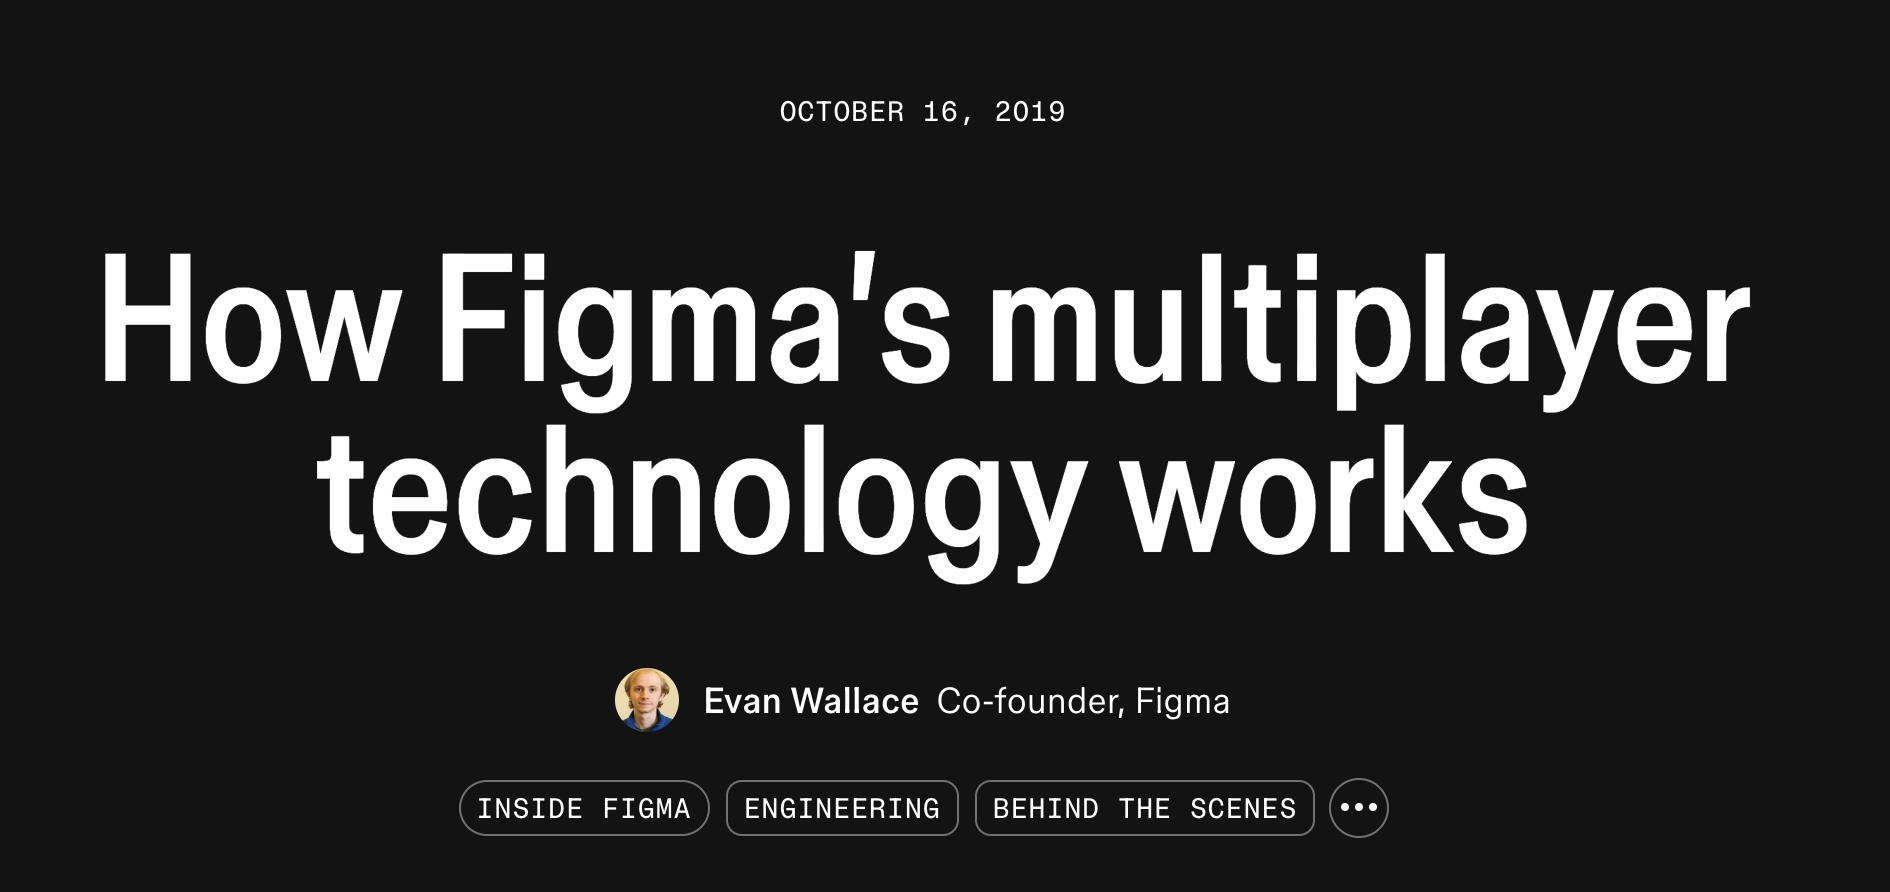 OCTOBER 16, 2019
How Figma's multiplayer
technology works
Evan Wallace Co-founder, Figma
INSIDE FIGMA ENGINEERING BEHIND THE SCENES •••